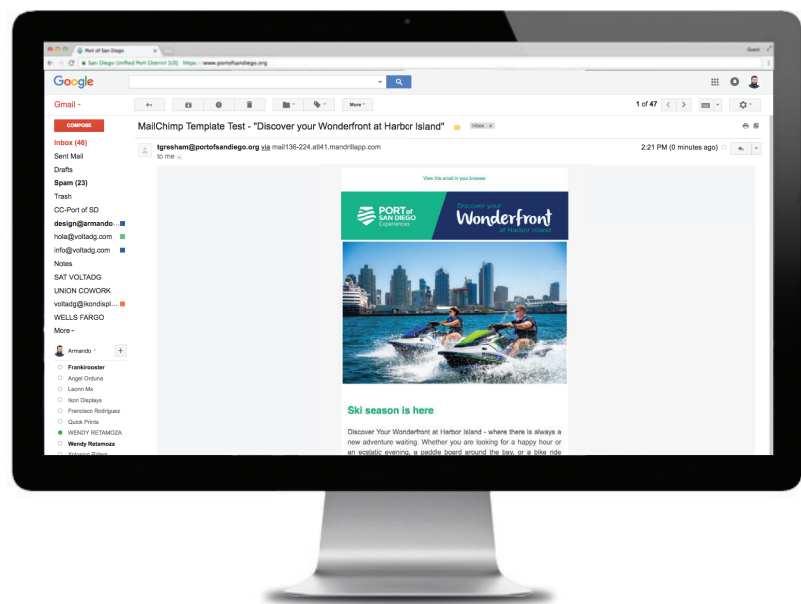 Port of San Diego
Guest
San Diego Unified Port District [US] https://www.portofsandiego.org
Google
Gmail
More
1 of 47
COMPOSE
MailChimp Template Test - "Discover your Wonderfront at Harbor Island"
Inbox x
Inbox (46)
tgresham@portofsandiego.org via mail136-224.atl41.mandrillapp.com
2:21 PM (0 minutes ago)
to me
Sent Mail
Drafts
Spam (23)
Trash
CC-Port of SD
design@armando...
hola@voltadg.com
info@voltadg.com
Notes
SAT VOLTADG
UNION COWORK
voltadg@ikondispl...
WELLS FARGO
More
Armando
Frankirooster
Angel Orduna
Leonn Mx
Ikon Displays
Francisco Rodriguez
Quick Prints
WENDY RETAMOZA
Wendy Retamoza
View this email in your browser
PORT of
SAN DIEGO
Experiences
Discover your
Wonderfront
at Harbor Island
Ski season is here
Discover Your Wonderfront at Harbor Island - where there is always a
new adventure waiting. Whether you are looking for a happy hour or
an ecstatic evening, a paddle board around the bay, or a bike ride